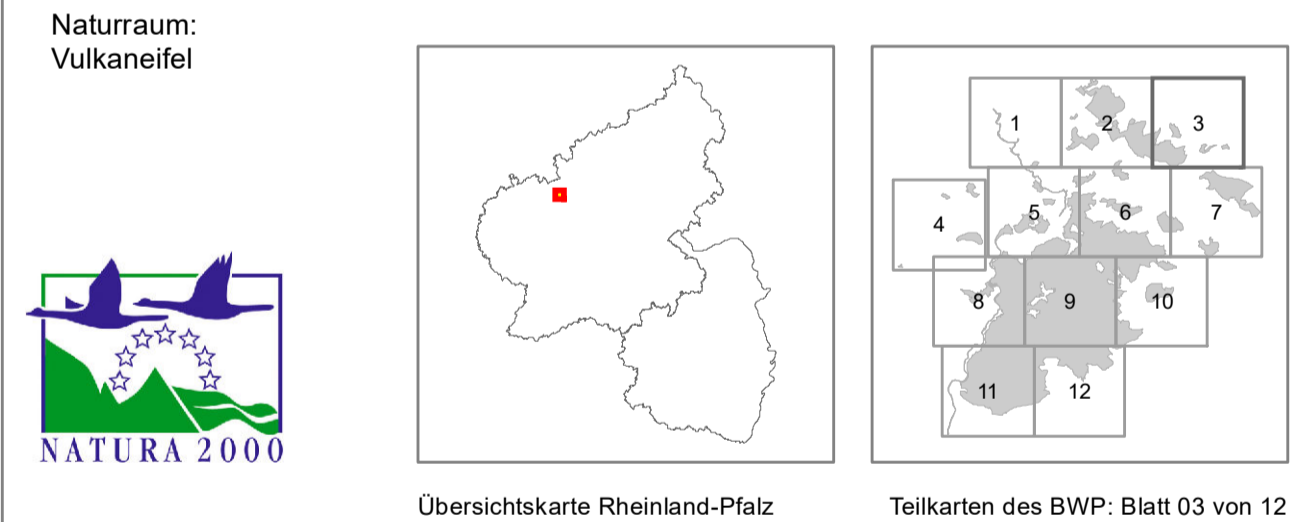 Naturraum:
Vulkaneifel
NATURA 2000
Übersichtskarte Rheinland-Pfalz
1
2
3
4
5
6
7
8
9
10
11
12
Teilkarten des BWP: Blatt 03 von 12